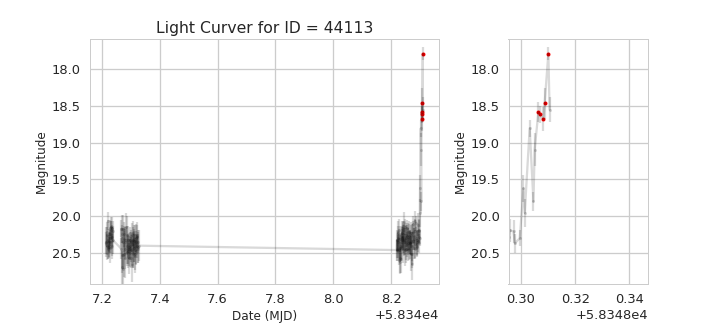 Light Curver for ID = 44113
Magnitude
18.0
18.5
19.0
19.5
20.0
20.5
7.2 7.4 7.6 7.8 8.0 8.2
Date (MJD)
+5.834e4
Magnitude
18.0
18.5
19.0
19.5
20.0
20.5
0.30 0.32 0.34
+5.8348e4